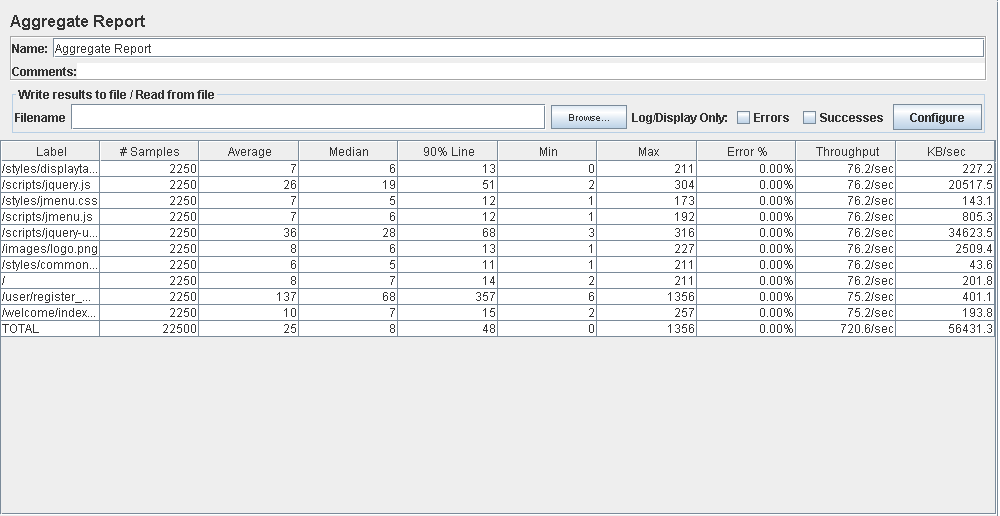 Aggregate Report
Name: Aggregate Report
Comments:
Write results to file / Read from file
Filename Browse... Log/Display Only: Errors Successes Configure
Label # Samples Average Median 90% Line Min Max Error % Throughput KB/sec
/styles/displayta... 2250 7 6 13 0 211 0.00% 76.2/sec 227.2
/scripts/jquery.js 2250 26 19 51 2 304 0.00% 76.2/sec 20517.5
/styles/jmenu.css 2250 7 5 12 1 173 0.00% 76.2/sec 143.1
/scripts/jmenu.js 2250 7 6 12 1 192 0.00% 76.2/sec 805.3
/scripts/jquery-u... 2250 36 28 68 3 316 0.00% 76.2/sec 34623.5
/images/logo.png 2250 8 6 13 1 227 0.00% 76.2/sec 2509.4
/styles/common... 2250 6 5 11 1 211 0.00% 76.2/sec 43.6
/ 2250 8 7 14 2 211 0.00% 76.2/sec 201.8
/user/register_... 2250 137 68 357 6 1356 0.00% 75.2/sec 401.1
/welcome/index... 2250 10 7 15 2 257 0.00% 75.2/sec 193.8
TOTAL 22500 25 8 48 0 1356 0.00% 720.6/sec 56431.3